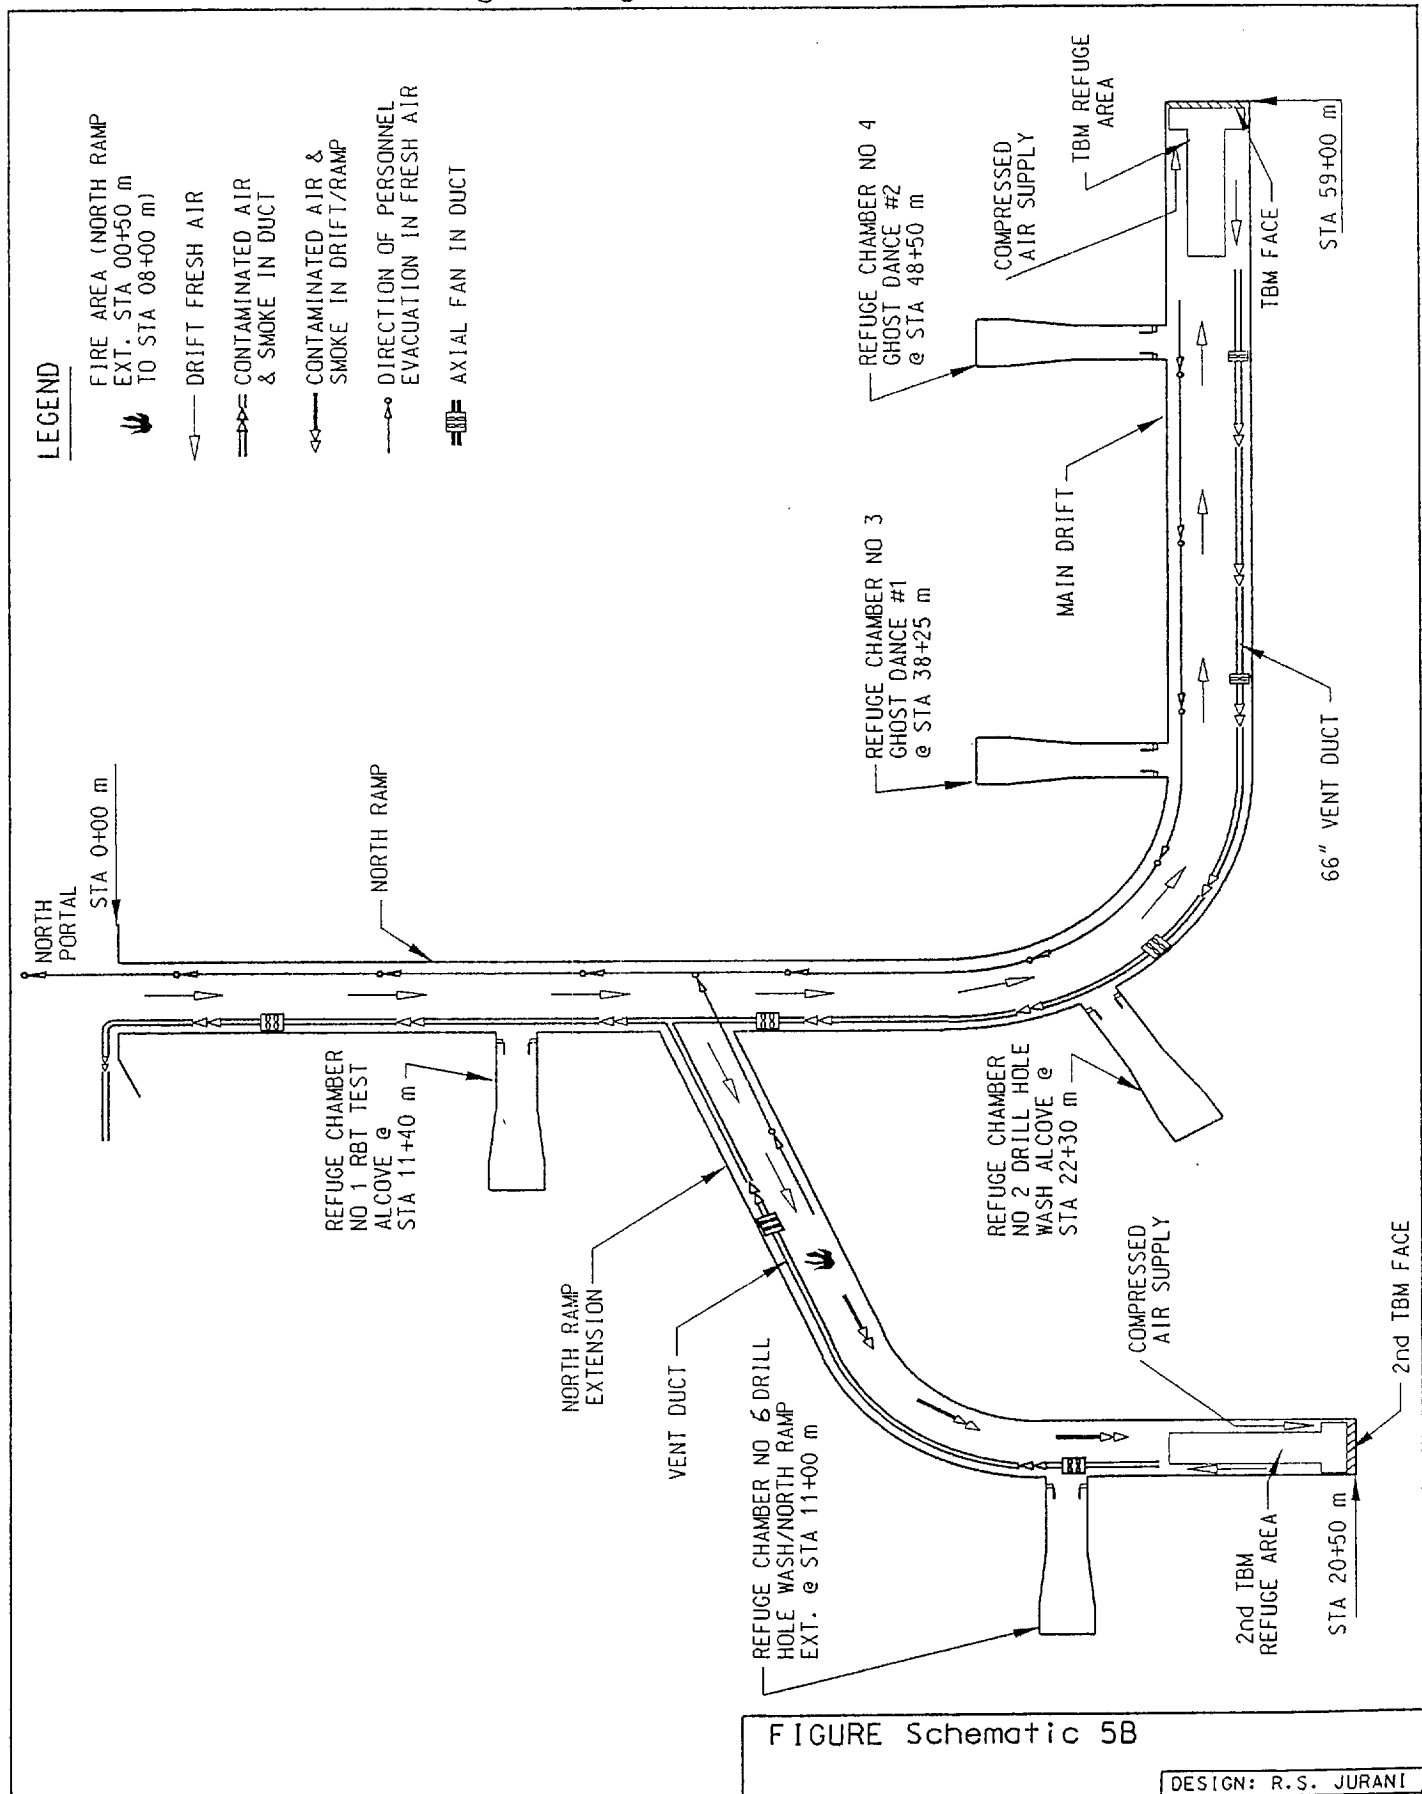 LEGEND
FIRE AREA (NORTH RAMP
EXT. STA 00+50 m
TO STA 08+00 m)
DRIFT FRESH AIR
CONTAMINATED AIR
& SMOKE IN DUCT
CONTAMINATED AIR &
SMOKE IN DRIFT/RAMP
DIRECTION OF PERSONNEL
EVACUATION IN FRESH AIR
AXIAL FAN IN DUCT
NORTH
PORTAL
STA 0+00 m
NORTH RAMP
REFUGE CHAMBER
NO 1 RBT TEST
ALCOVE @
STA 11+40 m
REFUGE CHAMBER NO 3
GHOST DANCE #1
@ STA 38+25 m
REFUGE CHAMBER NO 4
GHOST DANCE #2
@ STA 48+50 m
COMPRESSED
AIR SUPPLY
TBM REFUGE
AREA
MAIN DRIFT
TBM FACE
STA 59+00 m
66" VENT DUCT
REFUGE CHAMBER
NO 2 DRILL HOLE
WASH ALCOVE @
STA 22+30 m
NORTH RAMP
EXTENSION
VENT DUCT
REFUGE CHAMBER NO 6 DRILL
HOLE WASH/NORTH RAMP
EXT. @ STA 11+00 m
COMPRESSED
AIR SUPPLY
2nd TBM FACE
2nd TBM
REFUGE AREA
STA 20+50 m
FIGURE Schematic 5B
DESIGN: R.S. JURANI